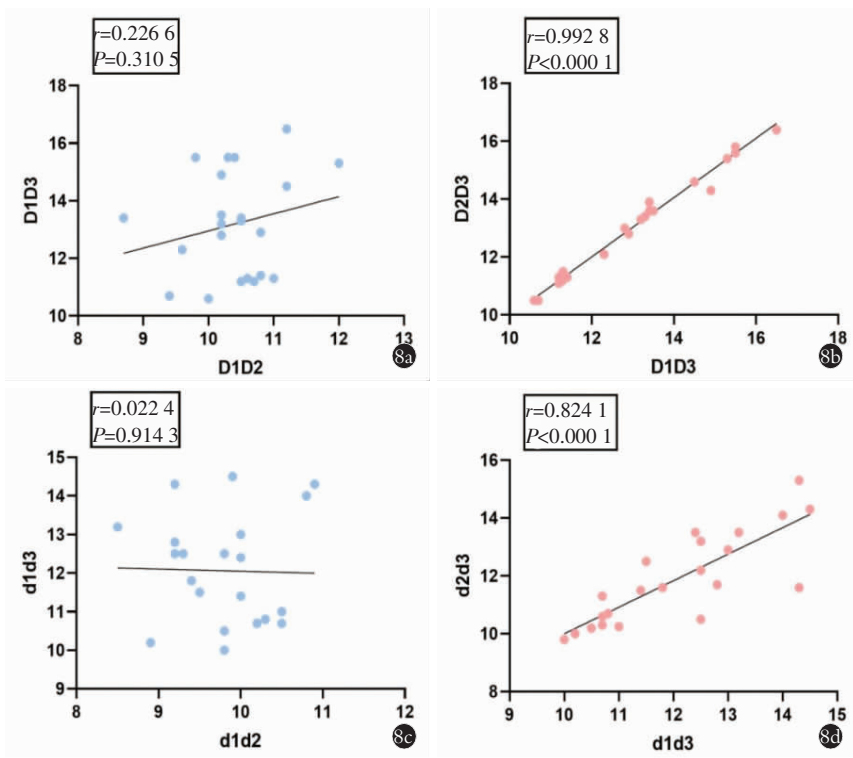 r=0.226 6
P=0.310 5
18
16
14
12
10
D1D3
8
9
10
11
12
13
D1D2
8a
r=0.992 8
P<0.000 1
18
16
14
12
10
D2D3
10
12
14
16
18
D1D3
8b
r=0.022 4
P=0.914 3
15
14
13
12
11
10
9
d1d3
8
9
10
11
12
d1d2
8c
r=0.824 1
P<0.000 1
16
14
12
10
8
d2d3
9
10
11
12
13
14
15
d1d3
8d